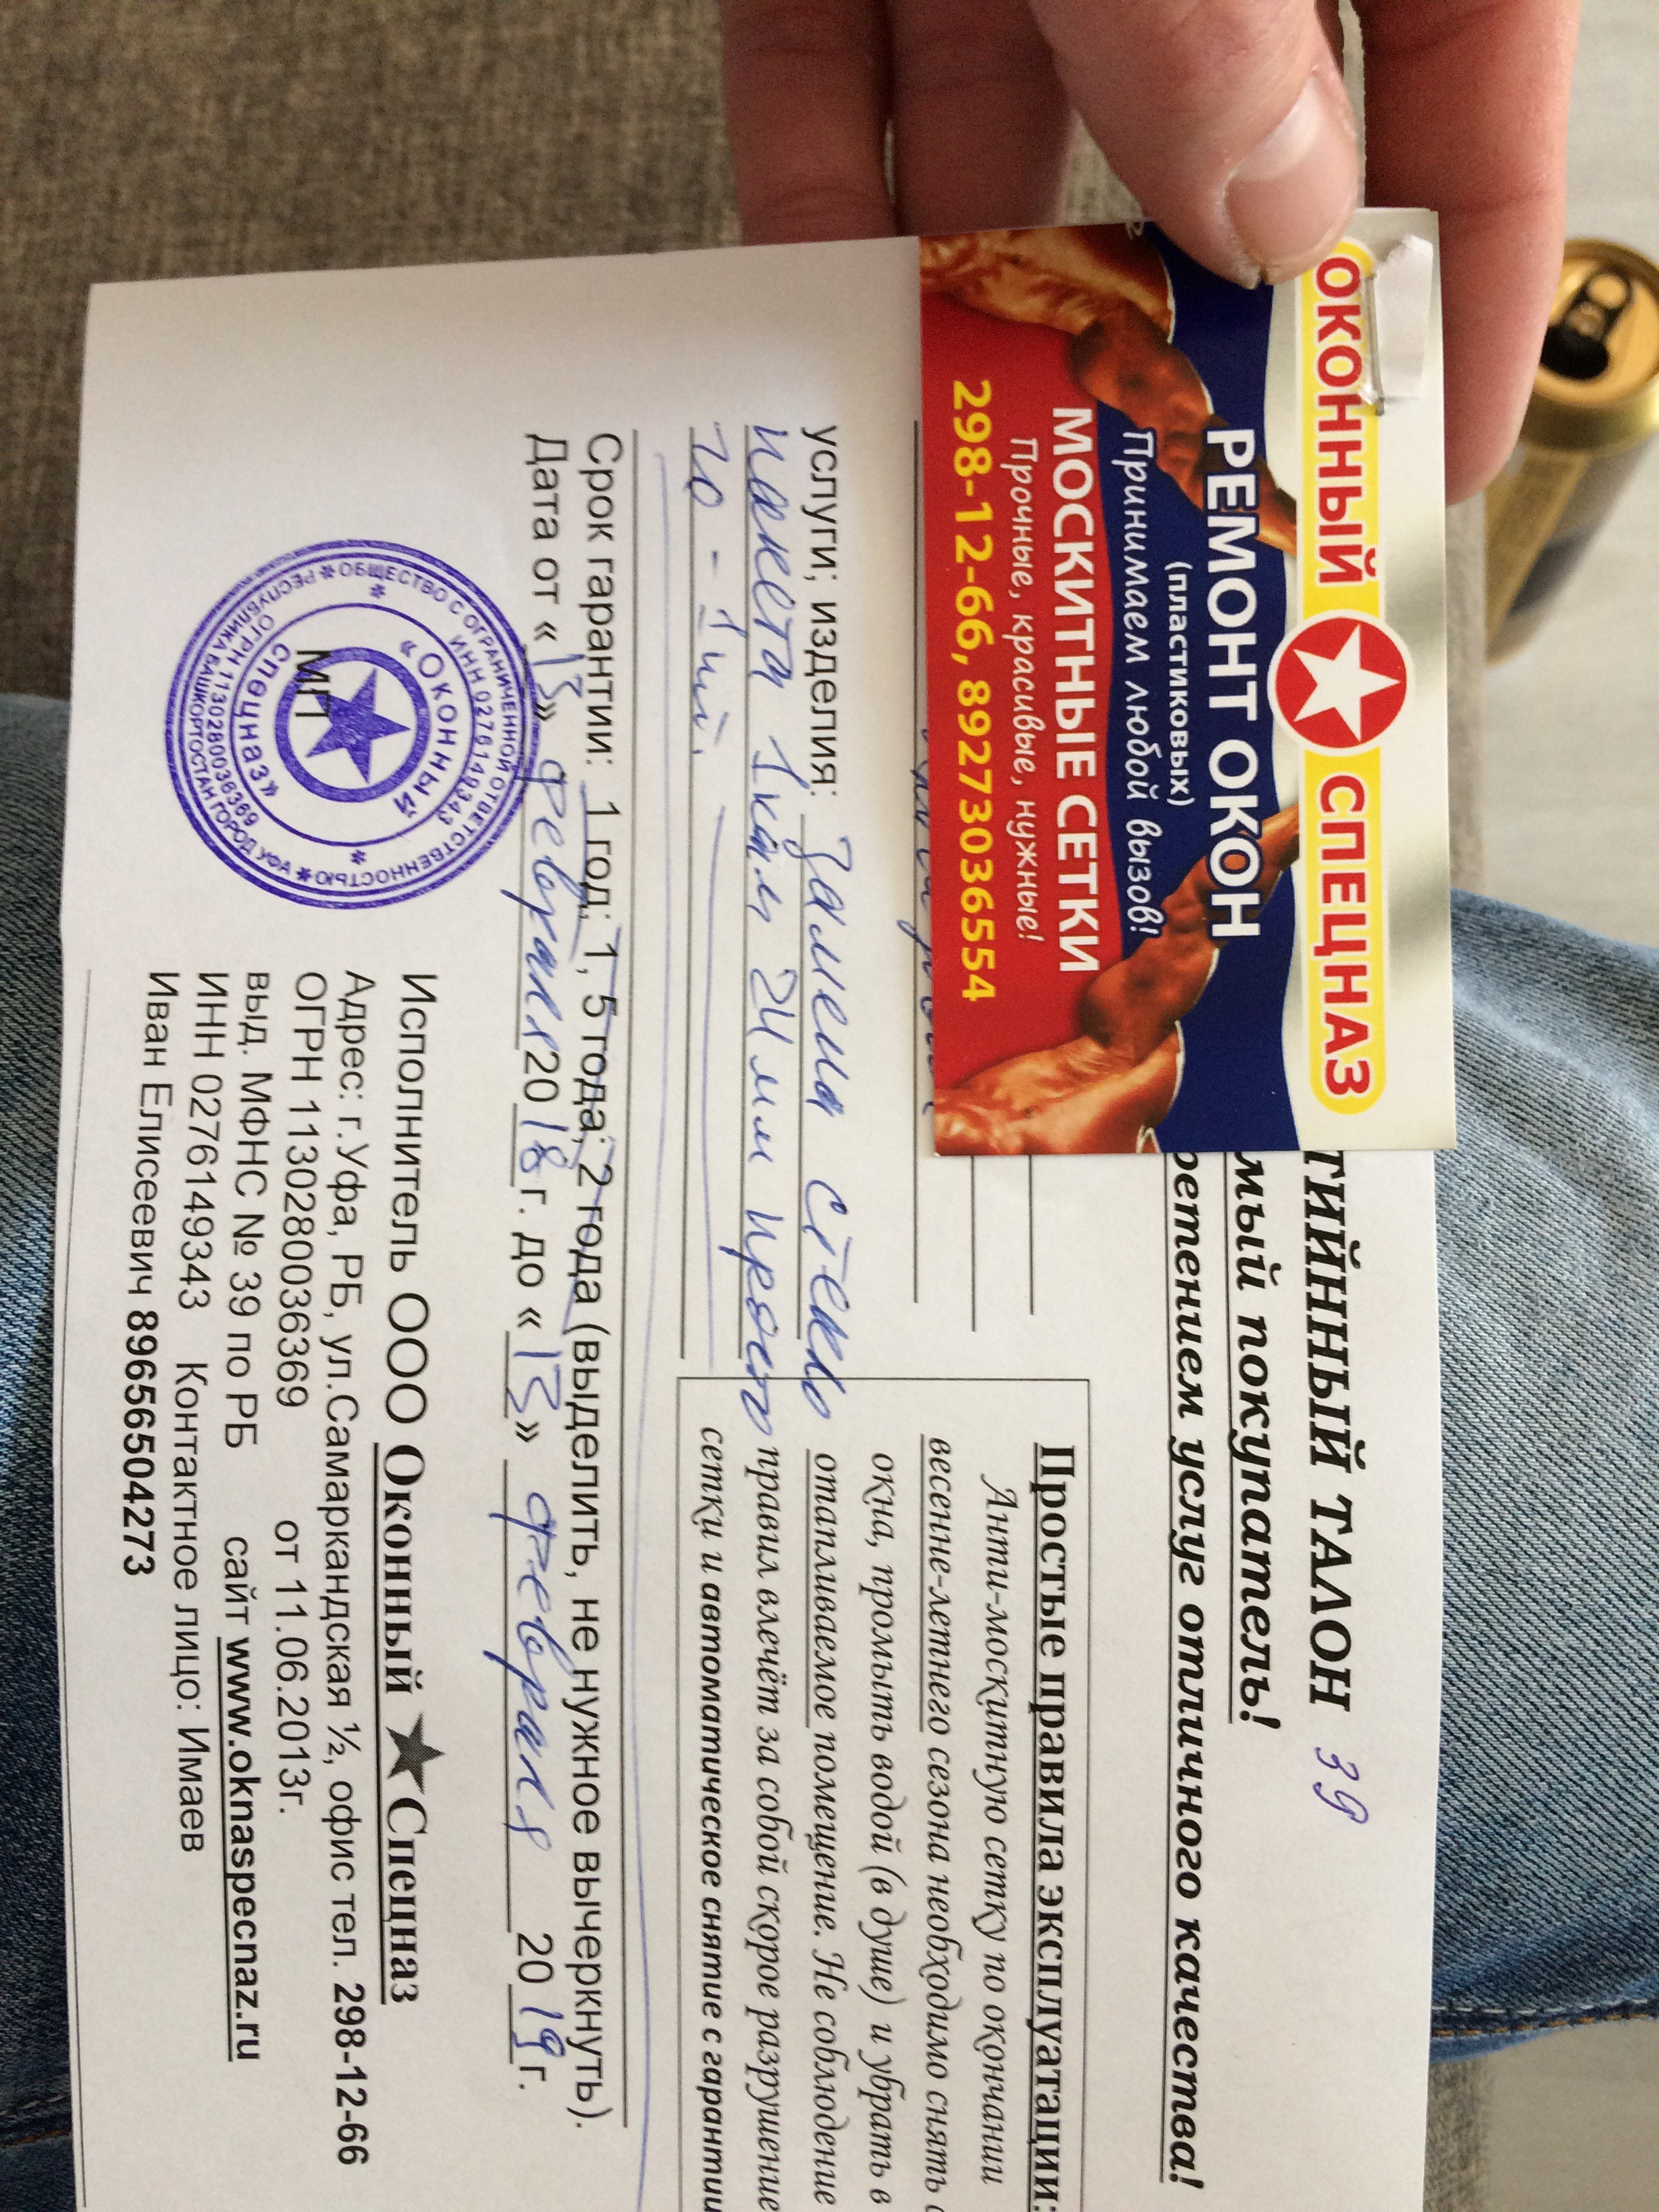 ОКОННЫЙ СПЕЦНАЗ
РЕМОНТ ОКОН
(пластиковых)
Принимаем любой вызов!
МОСКИТНЫЕ СЕТКИ
Прочные, красивые, нужные!
298-12-66, 89273036554
ТИЙНЫЙ ТАЛОН 39
мый покупатель!
ретением услуг отличного качества!
услуги; изделия: Замена стекло
пакета 1кам 24мм просто
го - 1шт.
Простые правила эксплуатации:
Анти-москитную сетку по окончании
весенне-летнего сезона необходимо снять с
окна, промыть водой (в душе) и убрать в
отапливаемое помещение. Не соблюдение
правил влечёт за собой скорое разрушение
сетки и автоматическое снятие с гарантии
Срок гарантии: 1 год; 1, 5 года; 2 года (выделить, не нужное вычеркнуть).
Дата от «13» февраля 2018г. до «13» февраля 2019г.
МП
ОБЩЕСТВО С ОГРАНИЧЕННОЙ ОТВЕТСТВЕННОСТЬЮ
РЕСПУБЛИКА БАШКОРТОСТАН ГОРОД УФА
ИНН 0276149343
ОГРН 1130280036369
«Оконный
спецназ»
Исполнитель ООО Оконный ★Спецназ
Адрес: г.Уфа, РБ, ул.Самаркандская ½, офис тел. 298-12-66
ОГРН 1130280036369 от 11.06.2013г.
выд. МФНС № 39 по РБ сайт www.oknaspecnaz.ru
ИНН 0276149343 Контактное лицо: Имаев
Иван Елисеевич 89656504273